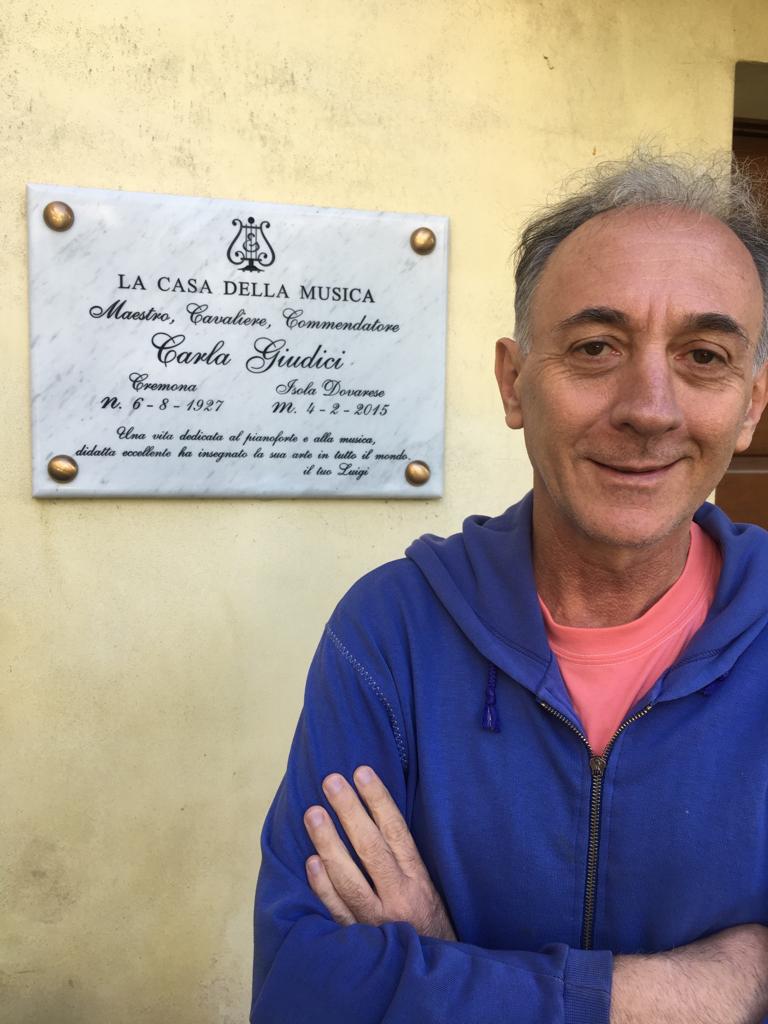 LA CASA DELLA MUSICA
Maestro, Cavaliere, Commendatore
Carla Giudici
Cremona Isola Dovarese
n. 6 - 8 - 1927 m. 4 - 2 - 2015
Una vita dedicata al pianoforte e alla musica,
didatta eccellente ha insegnato la sua arte in tutto il mondo.
il tuo Luigi